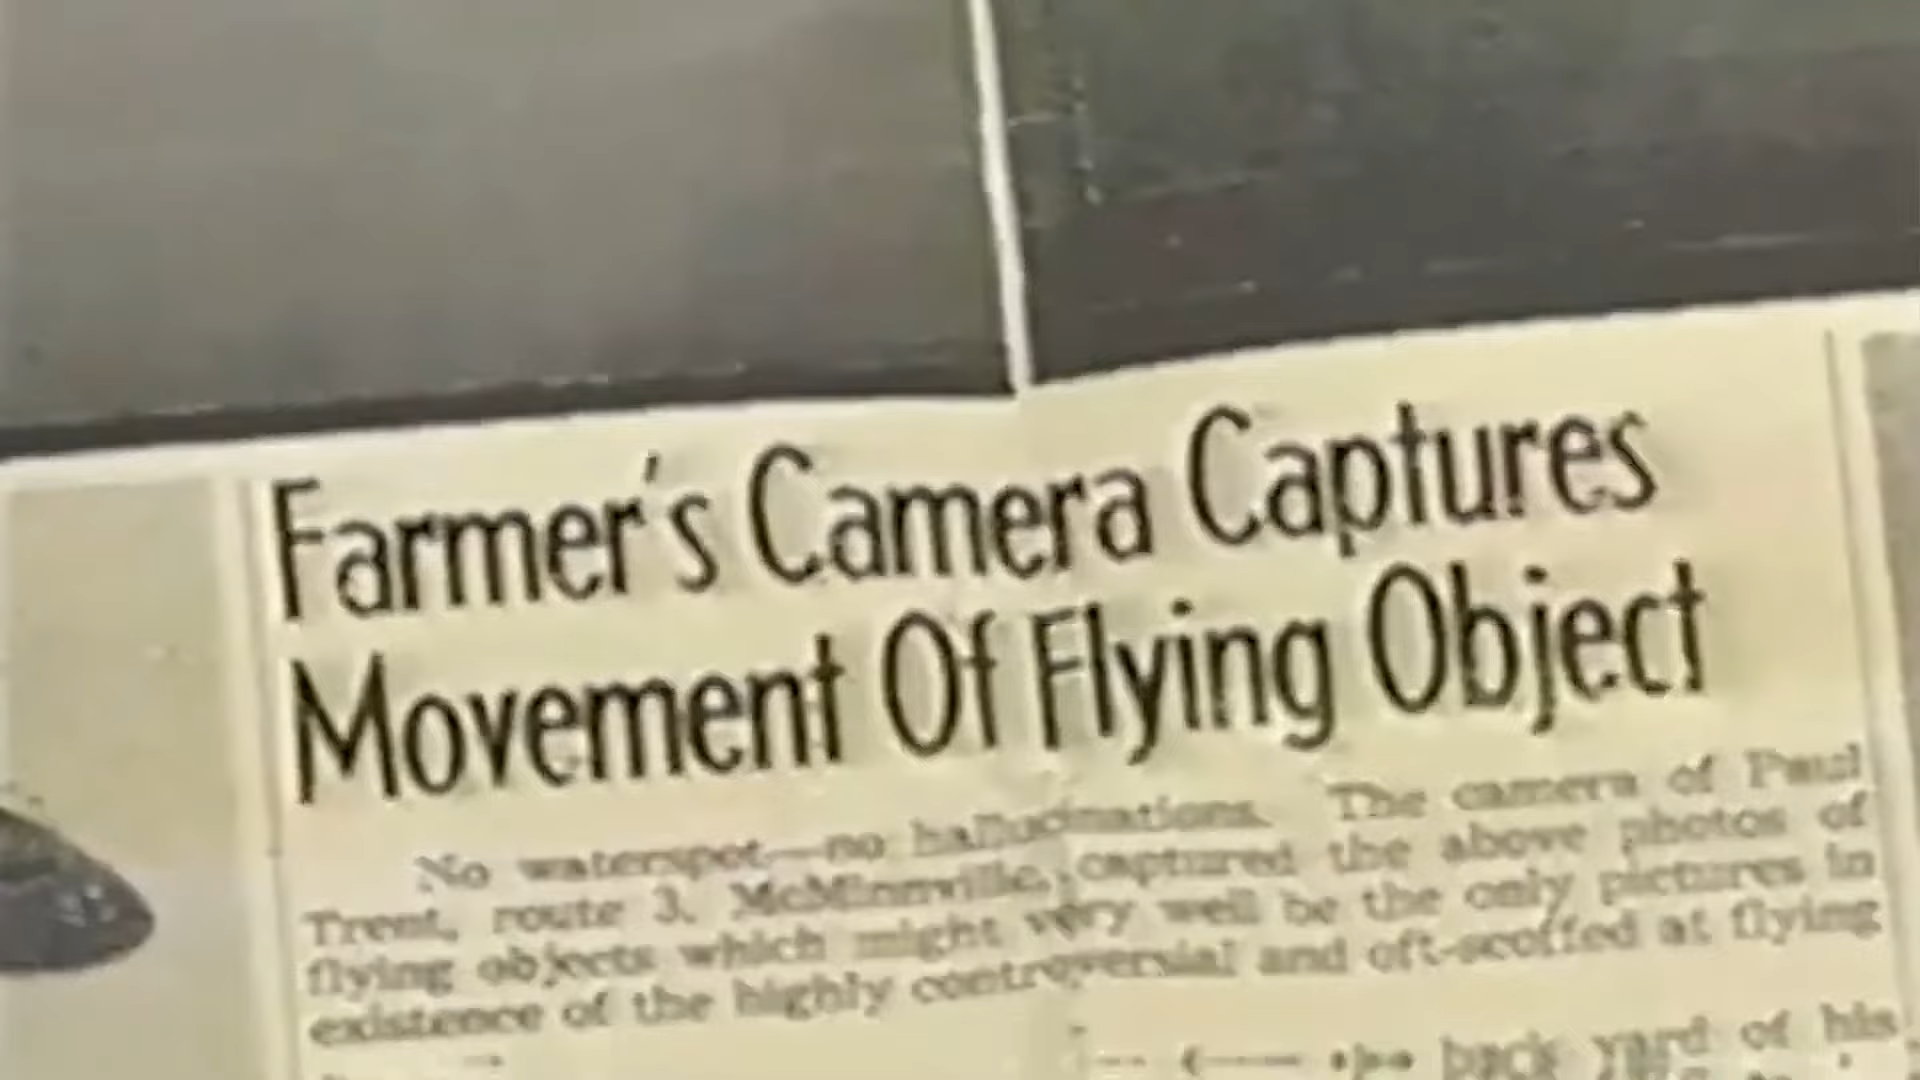 Farmer's Camera Captures
Movement Of Flying Object
No waterspot—no hallucinations. The camera of Paul
Trent, route 3, McMinnville, captured the above photos of
flying objects which might very well be the only pictures in
existence of the highly controversial and oft-scoffed at flying
back yard of his